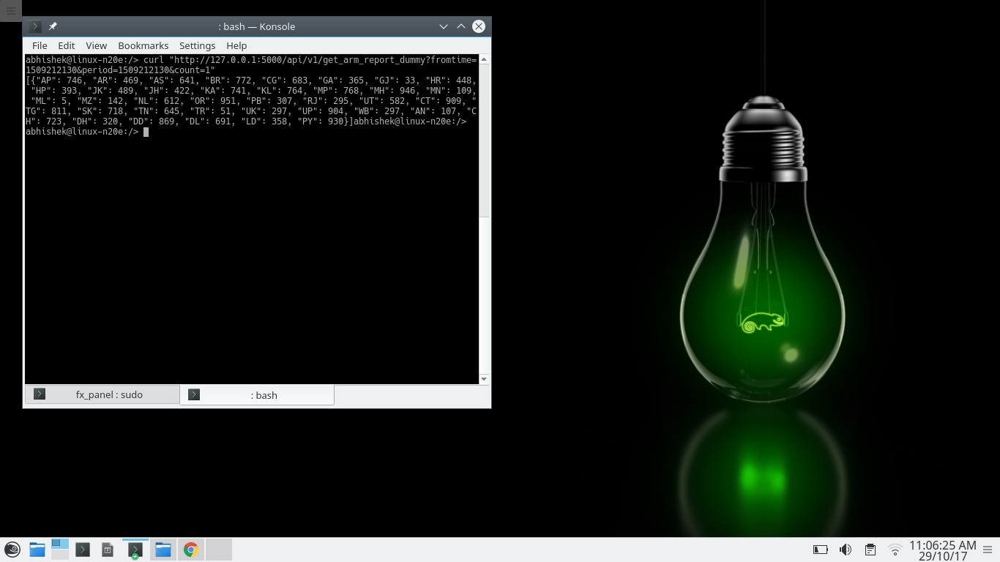 : bash — Konsole
File Edit View Bookmarks Settings Help
abhishek@linux-n20e:/> curl "http://127.0.0.1:5000/api/v1/get_arm_report_dummy?fromtime=
1509212130&period=1509212130&count=1"
[{"AP": 746, "AR": 469, "AS": 641, "BR": 772, "CG": 683, "GA": 365, "GJ": 33, "HR": 448,
"HP": 393, "JK": 489, "JH": 422, "KA": 741, "KL": 764, "MP": 768, "MH": 946, "MN": 109,
"ML": 5, "MZ": 142, "NL": 612, "OR": 951, "PB": 307, "RJ": 295, "UT": 582, "CT": 909, "
TG": 811, "SK": 718, "TN": 645, "TR": 51, "UK": 297, "UP": 904, "WB": 297, "AN": 107, "C
H": 723, "DH": 320, "DD": 869, "DL": 691, "LD": 358, "PY": 930}]abhishek@linux-n20e:/>
abhishek@linux-n20e:/>
fx_panel : sudo
: bash
11:06:25 AM
29/10/17